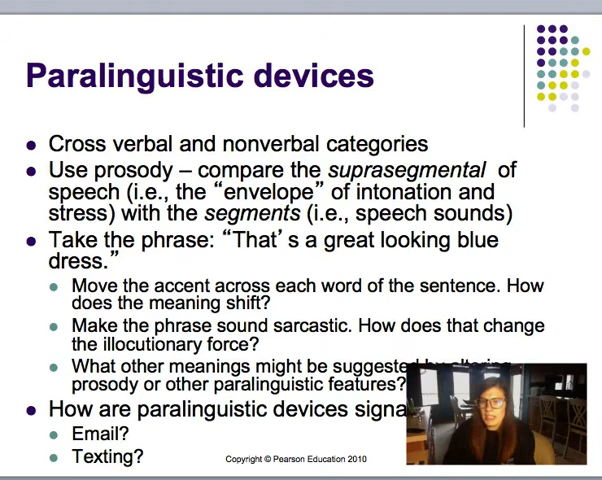 Paralinguistic devices
Cross verbal and nonverbal categories
Use prosody – compare the suprasegmental of
speech (i.e., the “envelope” of intonation and
stress) with the segments (i.e., speech sounds)
Take the phrase: “That’s a great looking blue
dress.”
Move the accent across each word of the sentence. How
does the meaning shift?
Make the phrase sound sarcastic. How does that change
the illocutionary force?
What other meanings might be suggested by altering
prosody or other paralinguistic features?
How are paralinguistic devices
Email?
Texting?
Copyright © Pearson Education 2010